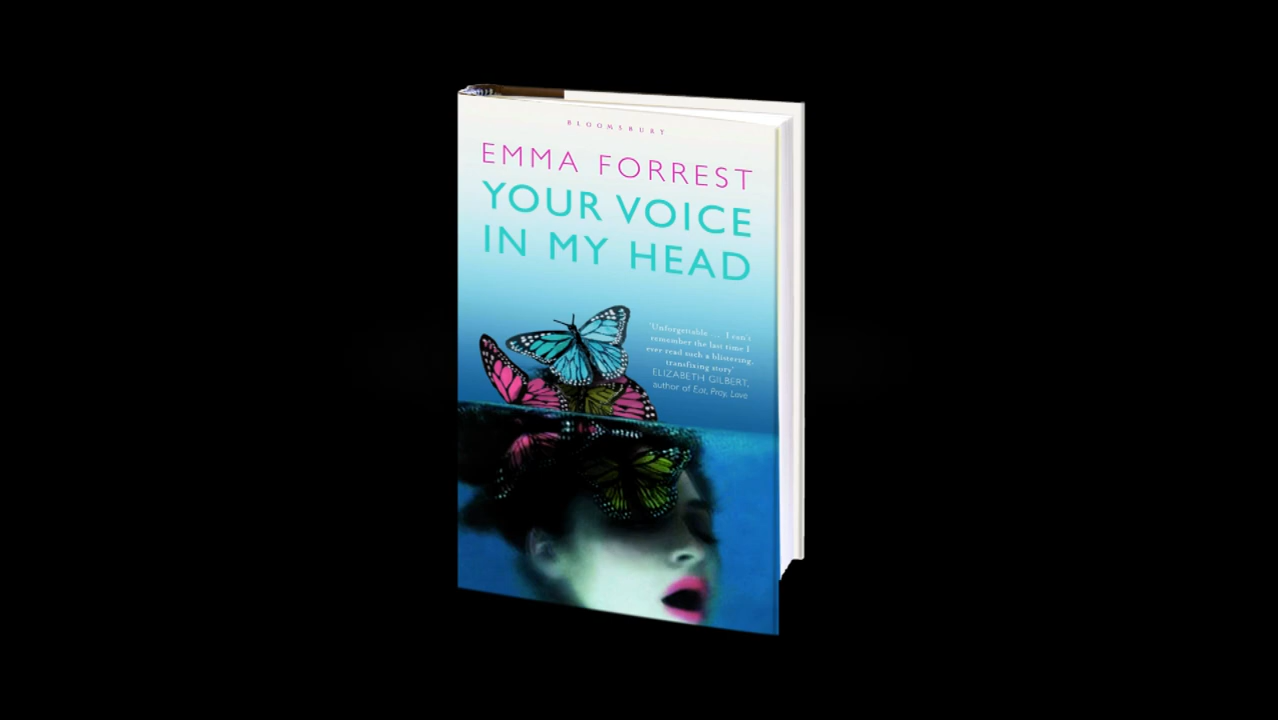 BLOOMSBURY
EMMA FORREST
YOUR VOICE
IN MY HEAD
'Unforgettable ... I can't
remember the last time I
ever read such a blistering,
transfixing story'
ELIZABETH GILBERT,
author of Eat, Pray, Love